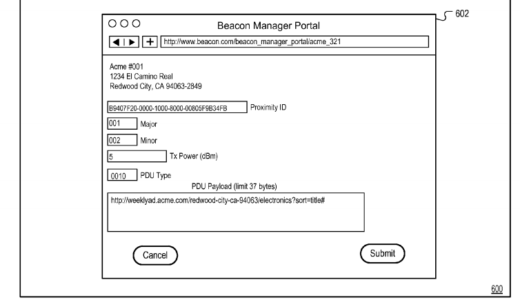 602
Beacon Manager Portal
http://www.beacon.com/beacon_manager_portal/acme_321
Acme #001
1234 El Camino Real
Redwood City, CA 94063-2849
B9407F20-0000-1000-8000-00805F9B34FB Proximity ID
001 Major
002 Minor
5 Tx Power (dBm)
0010 PDU Type
PDU Payload (limit 37 bytes)
http://weeklyad.acme.com/redwood-city-ca-94063/electronics?sort=title#
Cancel Submit
600